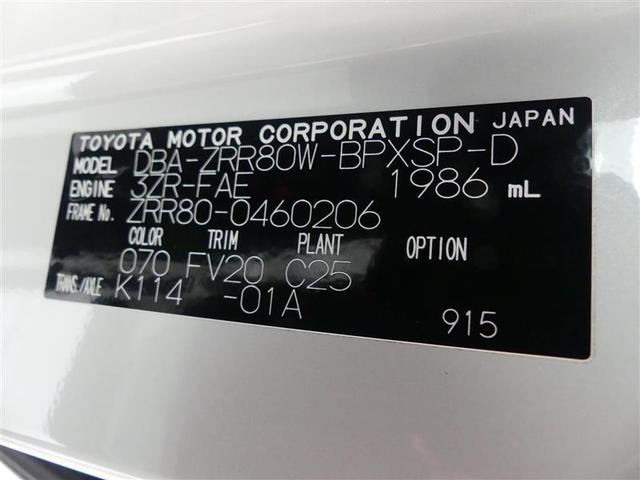 TOYOTA MOTOR CORPORATION JAPAN
MODEL DBA-ZRR80W-BPXSP-D
ENGINE 3ZR-FAE 1986 mL
FRAME No. ZRR80-0460206
COLOR TRIM PLANT OPTION
070 FV20 C25
TRANS./AXLE K114 -01A
915